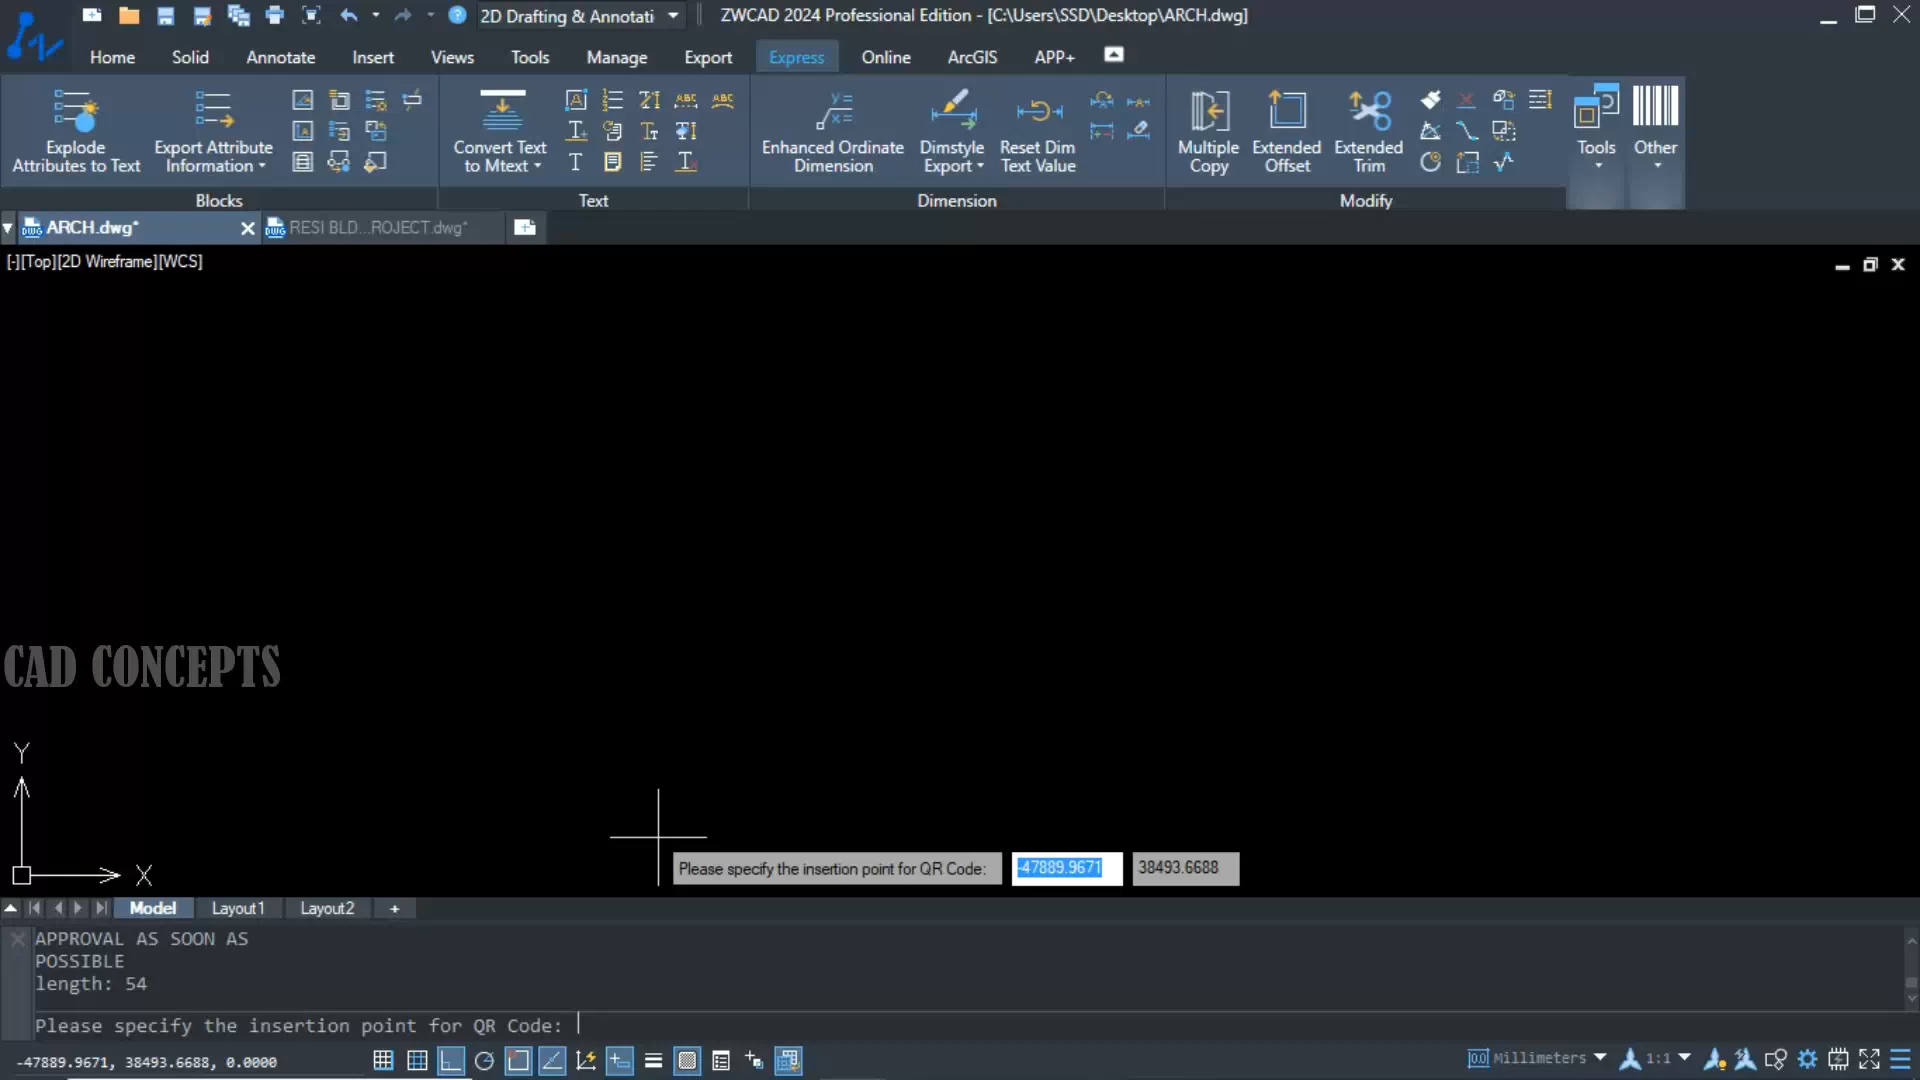 2D Drafting & Annotati
ZWCAD 2024 Professional Edition - [C:\Users\SSD\Desktop\ARCH.dwg]
Home Solid Annotate Insert Views Tools Manage Export Express Online ArcGIS APP+
Explode Attributes to Text
Export Attribute Information
Convert Text to Mtext
Enhanced Ordinate Dimension
Dimstyle Export
Reset Dim Text Value
Multiple Copy
Extended Offset
Extended Trim
Tools
Other
Blocks Text Dimension Modify
ARCH.dwg*
RESI BLD...ROJECT.dwg*
[-][Top][2D Wireframe][WCS]
CAD CONCEPTS
Y
X
Please specify the insertion point for QR Code: -47889.9671 38493.6688
Model Layout1 Layout2 +
APPROVAL AS SOON AS
POSSIBLE
length: 54
Please specify the insertion point for QR Code:
-47889.9671, 38493.6688, 0.0000
Millimeters 1:1